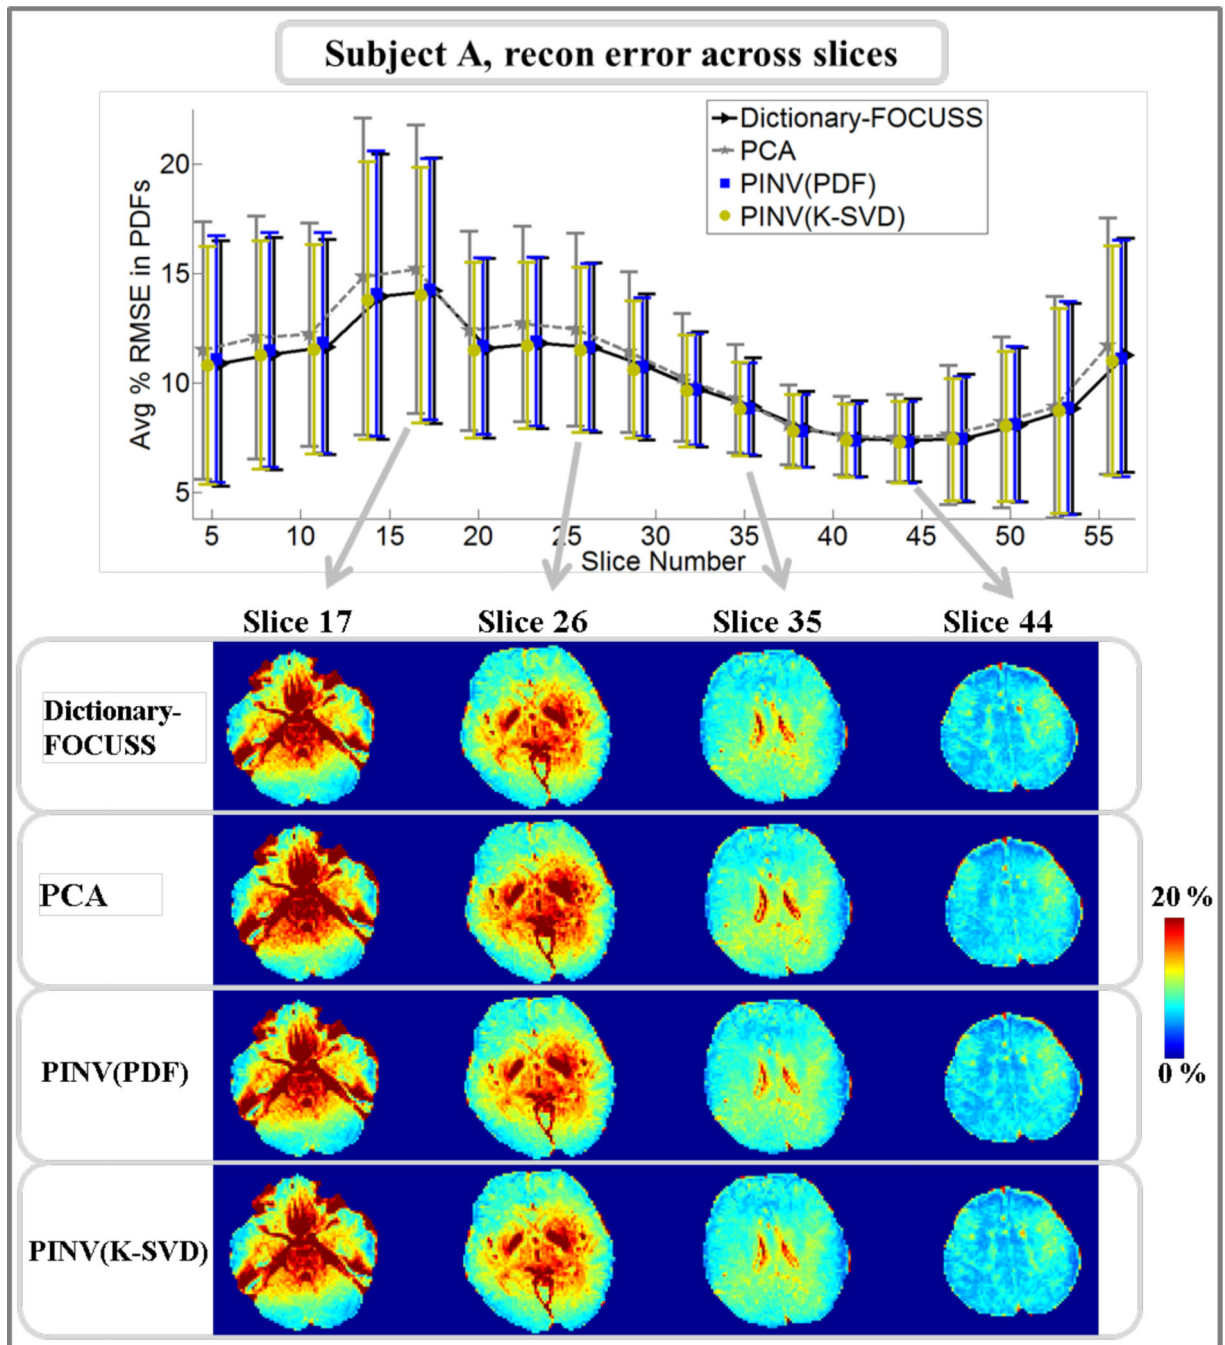 Subject A, recon error across slices
Dictionary-FOCUSS
PCA
PINV(PDF)
PINV(K-SVD)
Avg % RMSE in PDFs
20
15
10
5
5 10 15 20 25 30 35 40 45 50 55
Slice Number
Slice 17 Slice 26 Slice 35 Slice 44
Dictionary-
FOCUSS
PCA
PINV(PDF)
PINV(K-SVD)
20 %
0 %